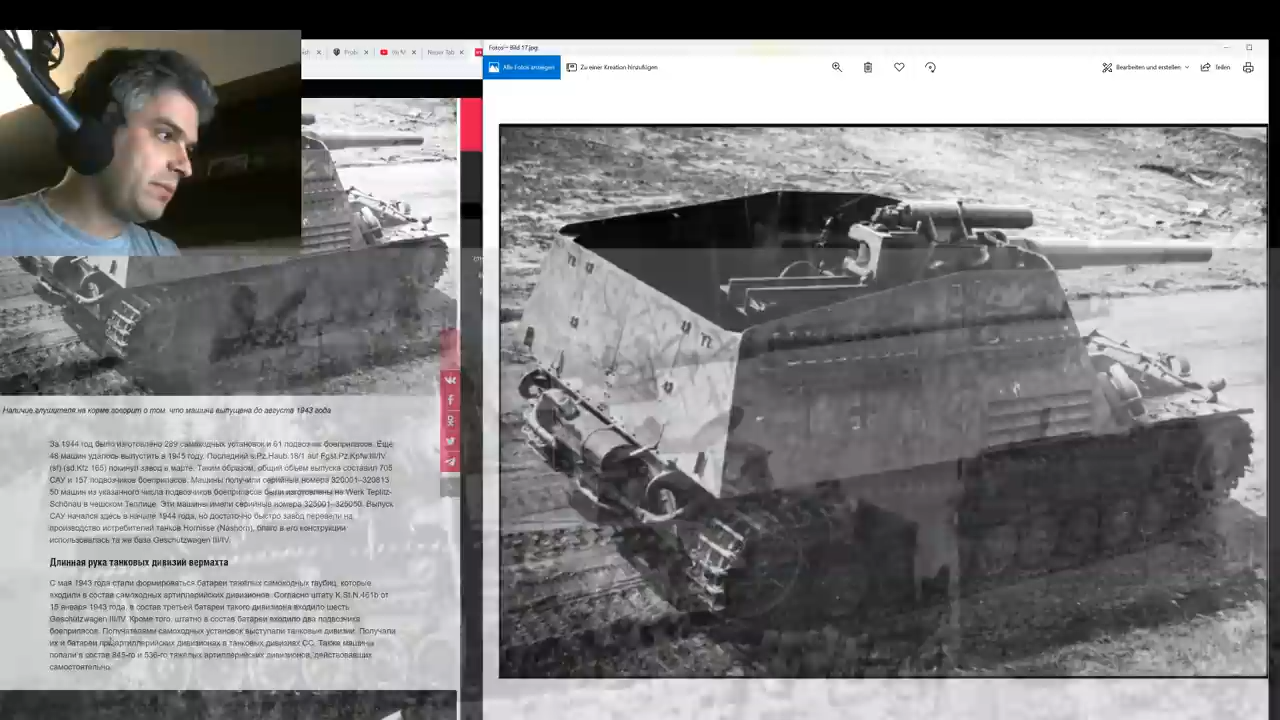 Probl
Neuer Tab
Fotos – Bild 17.jpg
Alle Fotos anzeigen
Zu einer Kreation hinzufügen
Bearbeiten und erstellen
Teilen
Наличие глушителя на корме говорит о том, что машина выпущена до августа 1943 года
За 1944 год было изготовлено 289 самоходных установок и 61 подвозчик боеприпасов. Еще
46 машин удалось выпустить в 1945 году. Последний s.Pz.Haub.18/1 auf Fgst.Pz.Kpfw.III/IV
(sf) (sd.Kfz 165) покинул завод в марте. Таким образом, общий объем выпуска составил 705
САУ и 157 подвозчиков боеприпасов. Машины получили серийные номера 320001–320813
50 машин из указанного числа подвозчиков боеприпасов были изготовлены на Werk Teplitz-
Schönau в чешском Теплице. Эти машины имели серийные номера 325001–325050. Выпуск
САУ начался здесь в начале 1944 года, но достаточно быстро завод перевели на
производство истребителей танков Hornisse (Nashorn), благо в его конструкции
использовалась та же база Geschützwagen III/IV.
Длинная рука танковых дивизий вермахта
С мая 1943 года стали формироваться батареи тяжёлых самоходных гаубиц, которые
входили в состав самоходных артиллерийских дивизионов. Согласно штату K.St.N.461b от
15 января 1943 года, в состав третьей батареи такого дивизиона входило шесть
Geschützwagen III/IV. Кроме того, штатно в состав батареи входило два подвозчика
боеприпасов. Получателями самоходных установок выступали танковые дивизии. Получали
их и батареи при артиллерийских дивизионах в танковых дивизиях СС. Также машины
попали в состав 845-го и 536-го тяжёлых артиллерийских дивизионов, действовавших
самостоятельно.